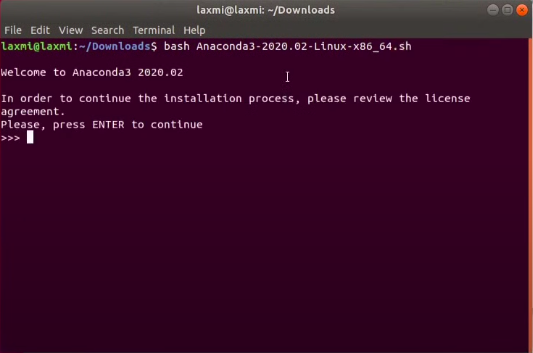 laxmi@laxmi: ~/Downloads
File Edit View Search Terminal Help
laxmi@laxmi:~/Downloads$ bash Anaconda3-2020.02-Linux-x86_64.sh
Welcome to Anaconda3 2020.02
In order to continue the installation process, please review the license
agreement.
Please, press ENTER to continue
>>>